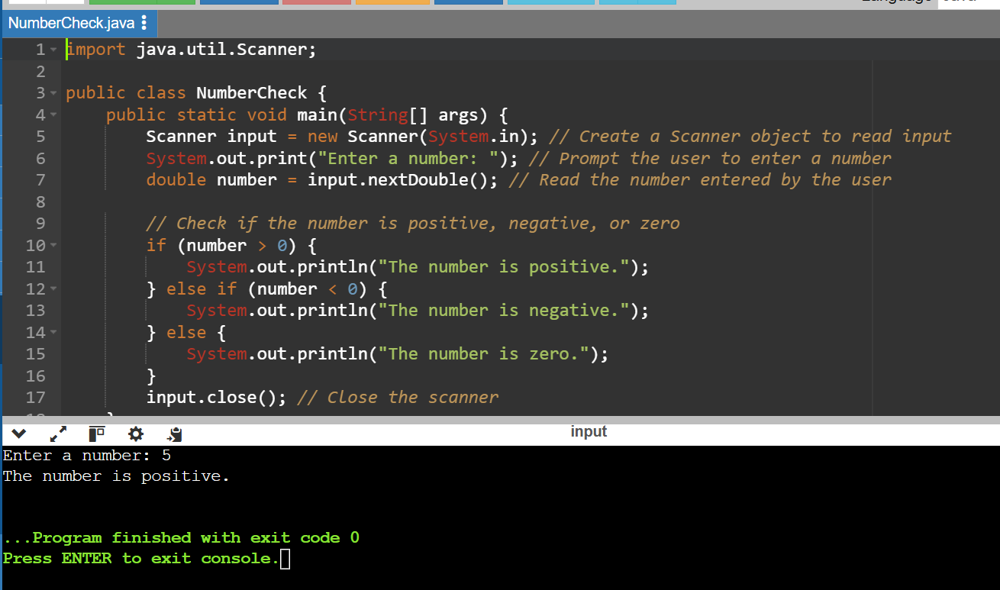 NumberCheck.java
1 import java.util.Scanner;
2
3 public class NumberCheck {
4     public static void main(String[] args) {
5         Scanner input = new Scanner(System.in); // Create a Scanner object to read input
6         System.out.print("Enter a number: "); // Prompt the user to enter a number
7         double number = input.nextDouble(); // Read the number entered by the user
8
9         // Check if the number is positive, negative, or zero
10         if (number > 0) {
11             System.out.println("The number is positive.");
12         } else if (number < 0) {
13             System.out.println("The number is negative.");
14         } else {
15             System.out.println("The number is zero.");
16         }
17         input.close(); // Close the scanner
input
Enter a number: 5
The number is positive.
...Program finished with exit code 0
Press ENTER to exit console.